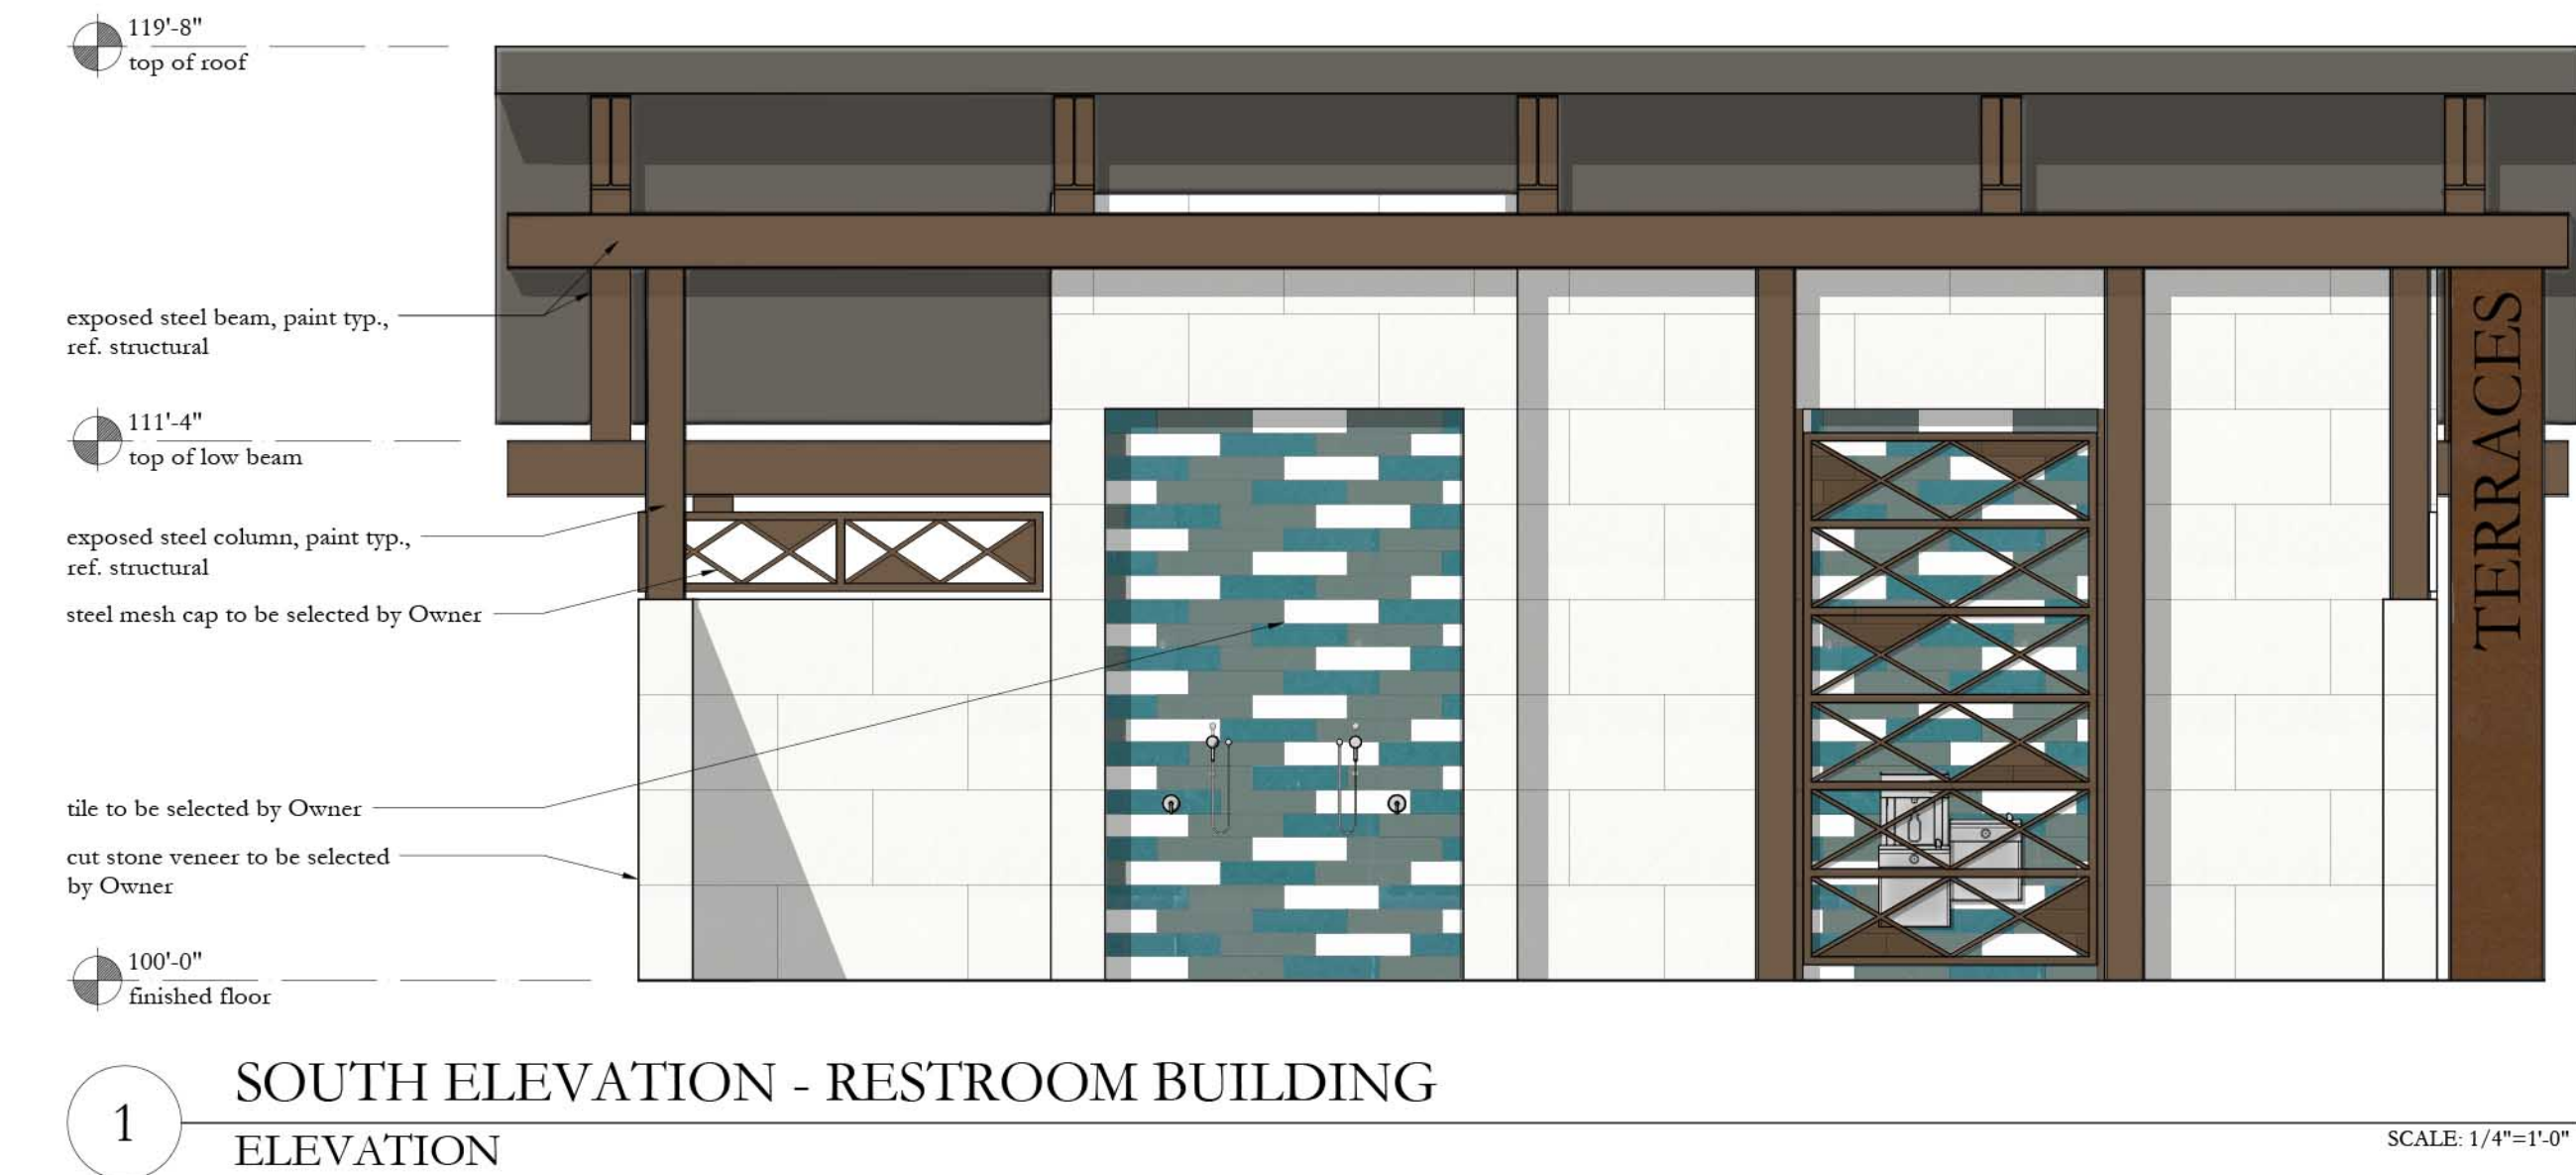 119'-8"
top of roof
exposed steel beam, paint typ.,
ref. structural
111'-4"
top of low beam
exposed steel column, paint typ.,
ref. structural
steel mesh cap to be selected by Owner
tile to be selected by Owner
cut stone veneer to be selected
by Owner
100'-0"
finished floor
TERRACES
1
SOUTH ELEVATION - RESTROOM BUILDING
ELEVATION
SCALE: 1/4"=1'-0"